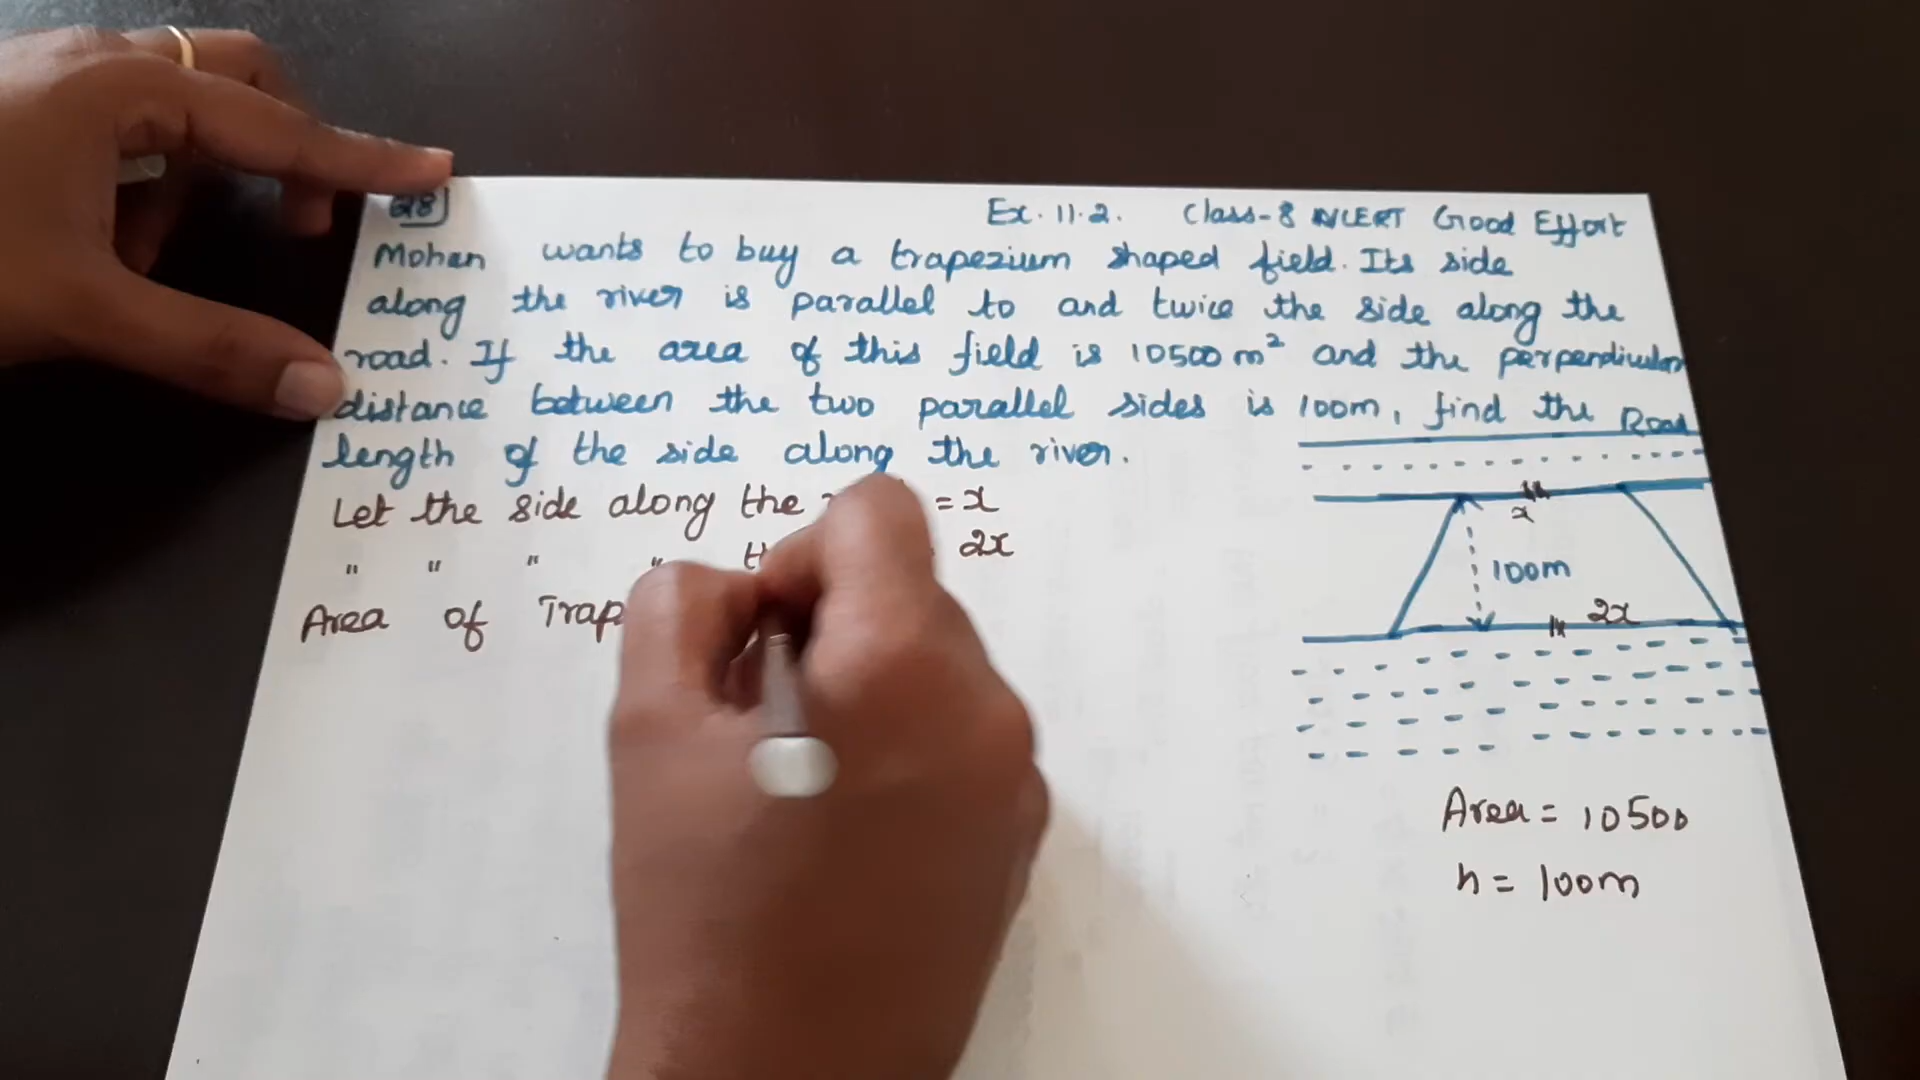 Q8 Ex. 11.2. Class-8 NCERT Good Effort
Mohan wants to buy a trapezium shaped field. Its side
along the river is parallel to and twice the side along the
road. If the area of this field is 10500 m² and the perpendicular
distance between the two parallel sides is 100m, find the
length of the side along the river.
Road
Let the side along the = x
" " " " 2x
Area of Trap
x
100m
2x
Area = 10500
h = 100m